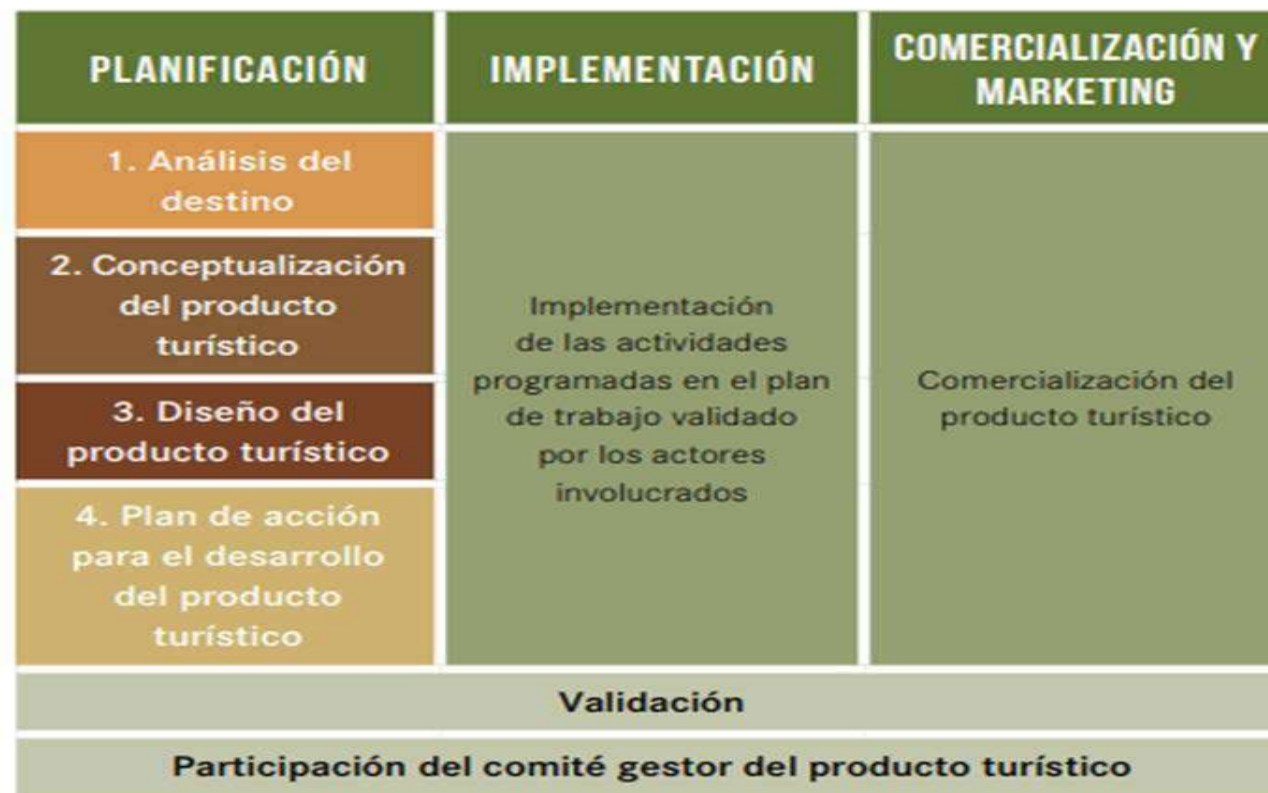 PLANIFICACIÓN
IMPLEMENTACIÓN
COMERCIALIZACIÓN Y
MARKETING
1. Análisis del
destino
2. Conceptualización
del producto
turístico
3. Diseño del
producto turístico
4. Plan de acción
para el desarrollo
del producto
turístico
Implementación
de las actividades
programadas en el plan
de trabajo validado
por los actores
involucrados
Comercialización del
producto turístico
Validación
Participación del comité gestor del producto turístico